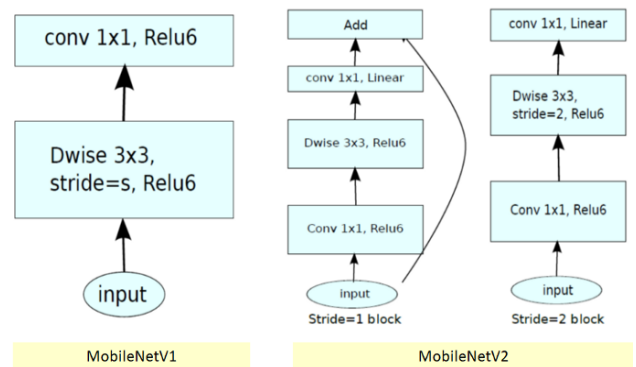 conv 1x1, Relu6
Dwise 3x3,
stride=s, Relu6
input
MobileNetV1
Add
conv 1x1, Linear
Dwise 3x3, Relu6
Conv 1x1, Relu6
input
Stride=1 block
conv 1x1, Linear
Dwise 3x3,
stride=2, Relu6
Conv 1x1, Relu6
input
Stride=2 block
MobileNetV2